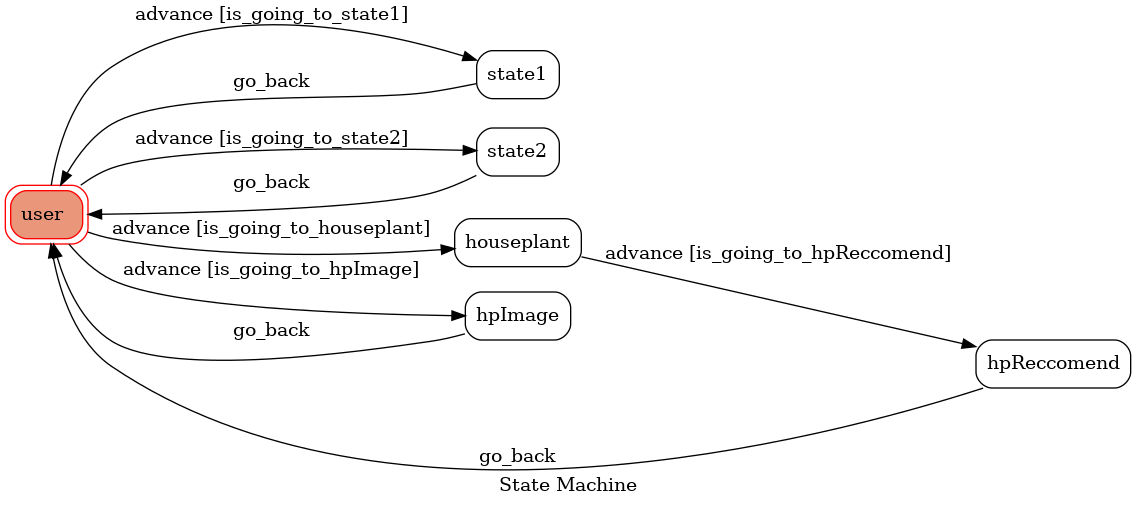 advance [is_going_to_state1]
state1
go_back
advance [is_going_to_state2]
state2
go_back
user
advance [is_going_to_houseplant]
houseplant
advance [is_going_to_hpReccomend]
advance [is_going_to_hpImage]
hpImage
go_back
hpReccomend
go_back
State Machine